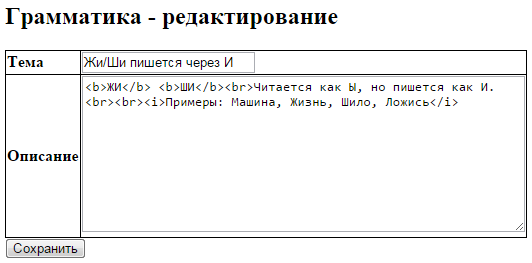 Грамматика - редактирование
Тема Жи/Ши пишется через И
<b>ЖИ</b> <b>ШИ</b><br>Читается как Ы, но пишется как И.
<br><br><i>Примеры: Машина, Жизнь, Шило, Ложись</i>
Описание
Сохранить